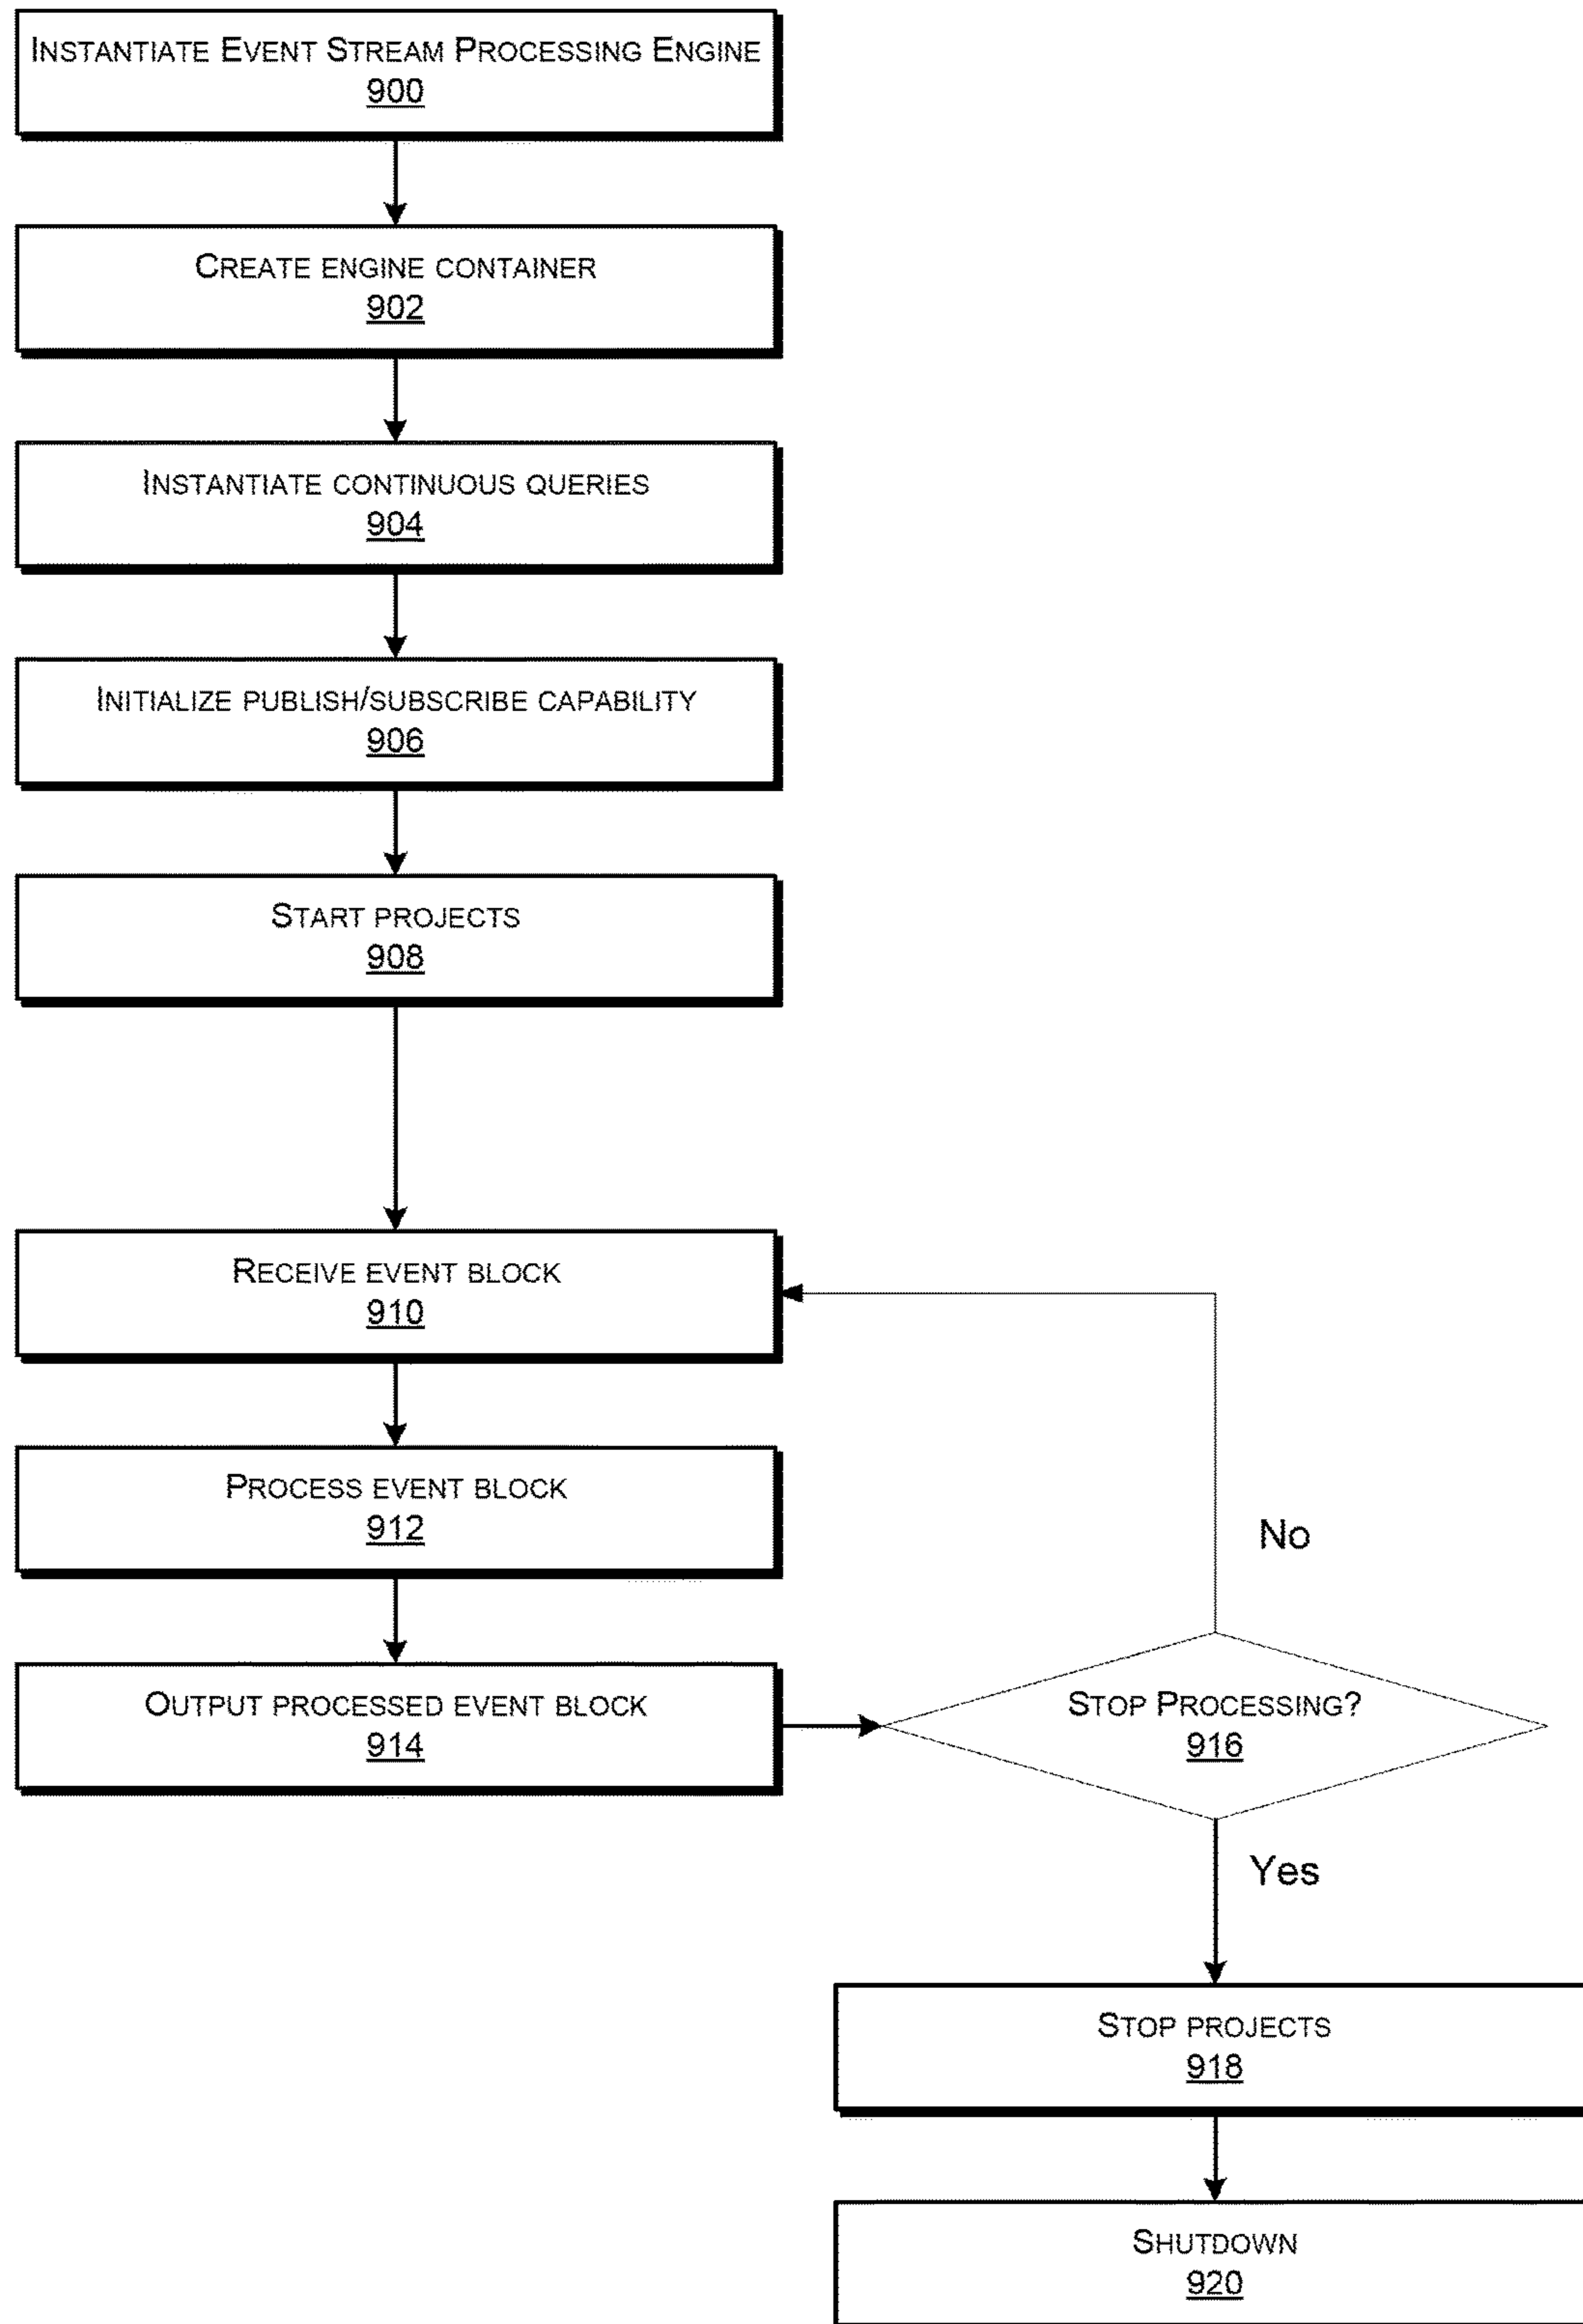 INSTANTIATE EVENT STREAM PROCESSING ENGINE
900
CREATE ENGINE CONTAINER
902
INSTANTIATE CONTINUOUS QUERIES
904
INITIALIZE PUBLISH/SUBSCRIBE CAPABILITY
906
START PROJECTS
908
RECEIVE EVENT BLOCK
910
PROCESS EVENT BLOCK
912
No
OUTPUT PROCESSED EVENT BLOCK
914
STOP PROCESSING?
916
Yes
STOP PROJECTS
918
SHUTDOWN
920